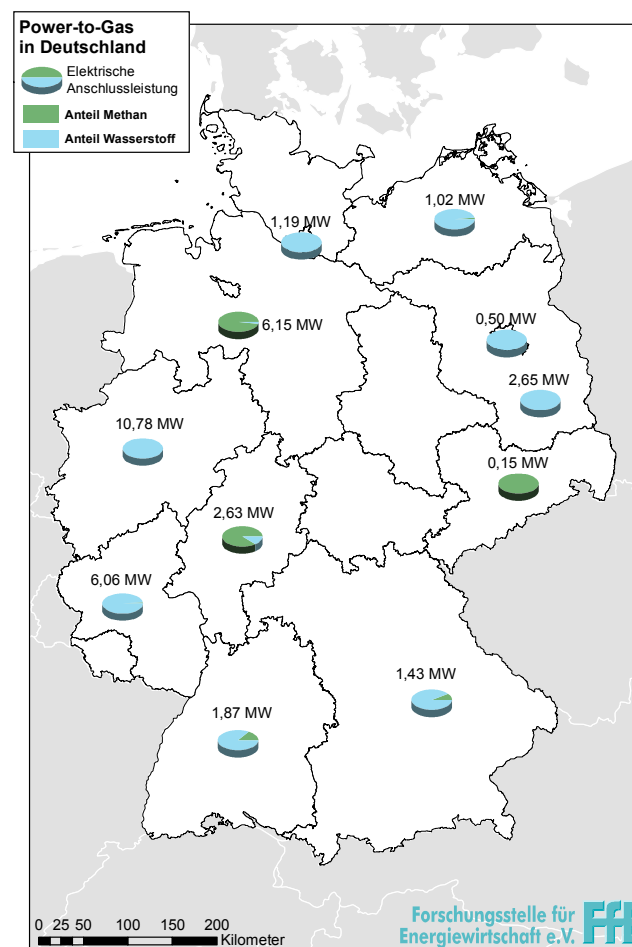 Power-to-Gas
in Deutschland
Elektrische
Anschlussleistung
Anteil Methan
Anteil Wasserstoff
1,02 MW
1,19 MW
6,15 MW
0,50 MW
2,65 MW
10,78 MW
0,15 MW
2,63 MW
6,06 MW
1,43 MW
1,87 MW
0 25 50 100 150 200
Kilometer
Forschungsstelle für
Energiewirtschaft e.V.
FfE